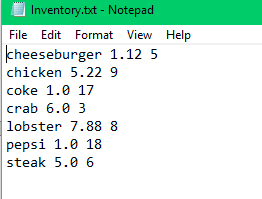 Inventory.txt - Notepad
File Edit Format View Help
cheeseburger 1.12 5
chicken 5.22 9
coke 1.0 17
crab 6.0 3
lobster 7.88 8
pepsi 1.0 18
steak 5.0 6